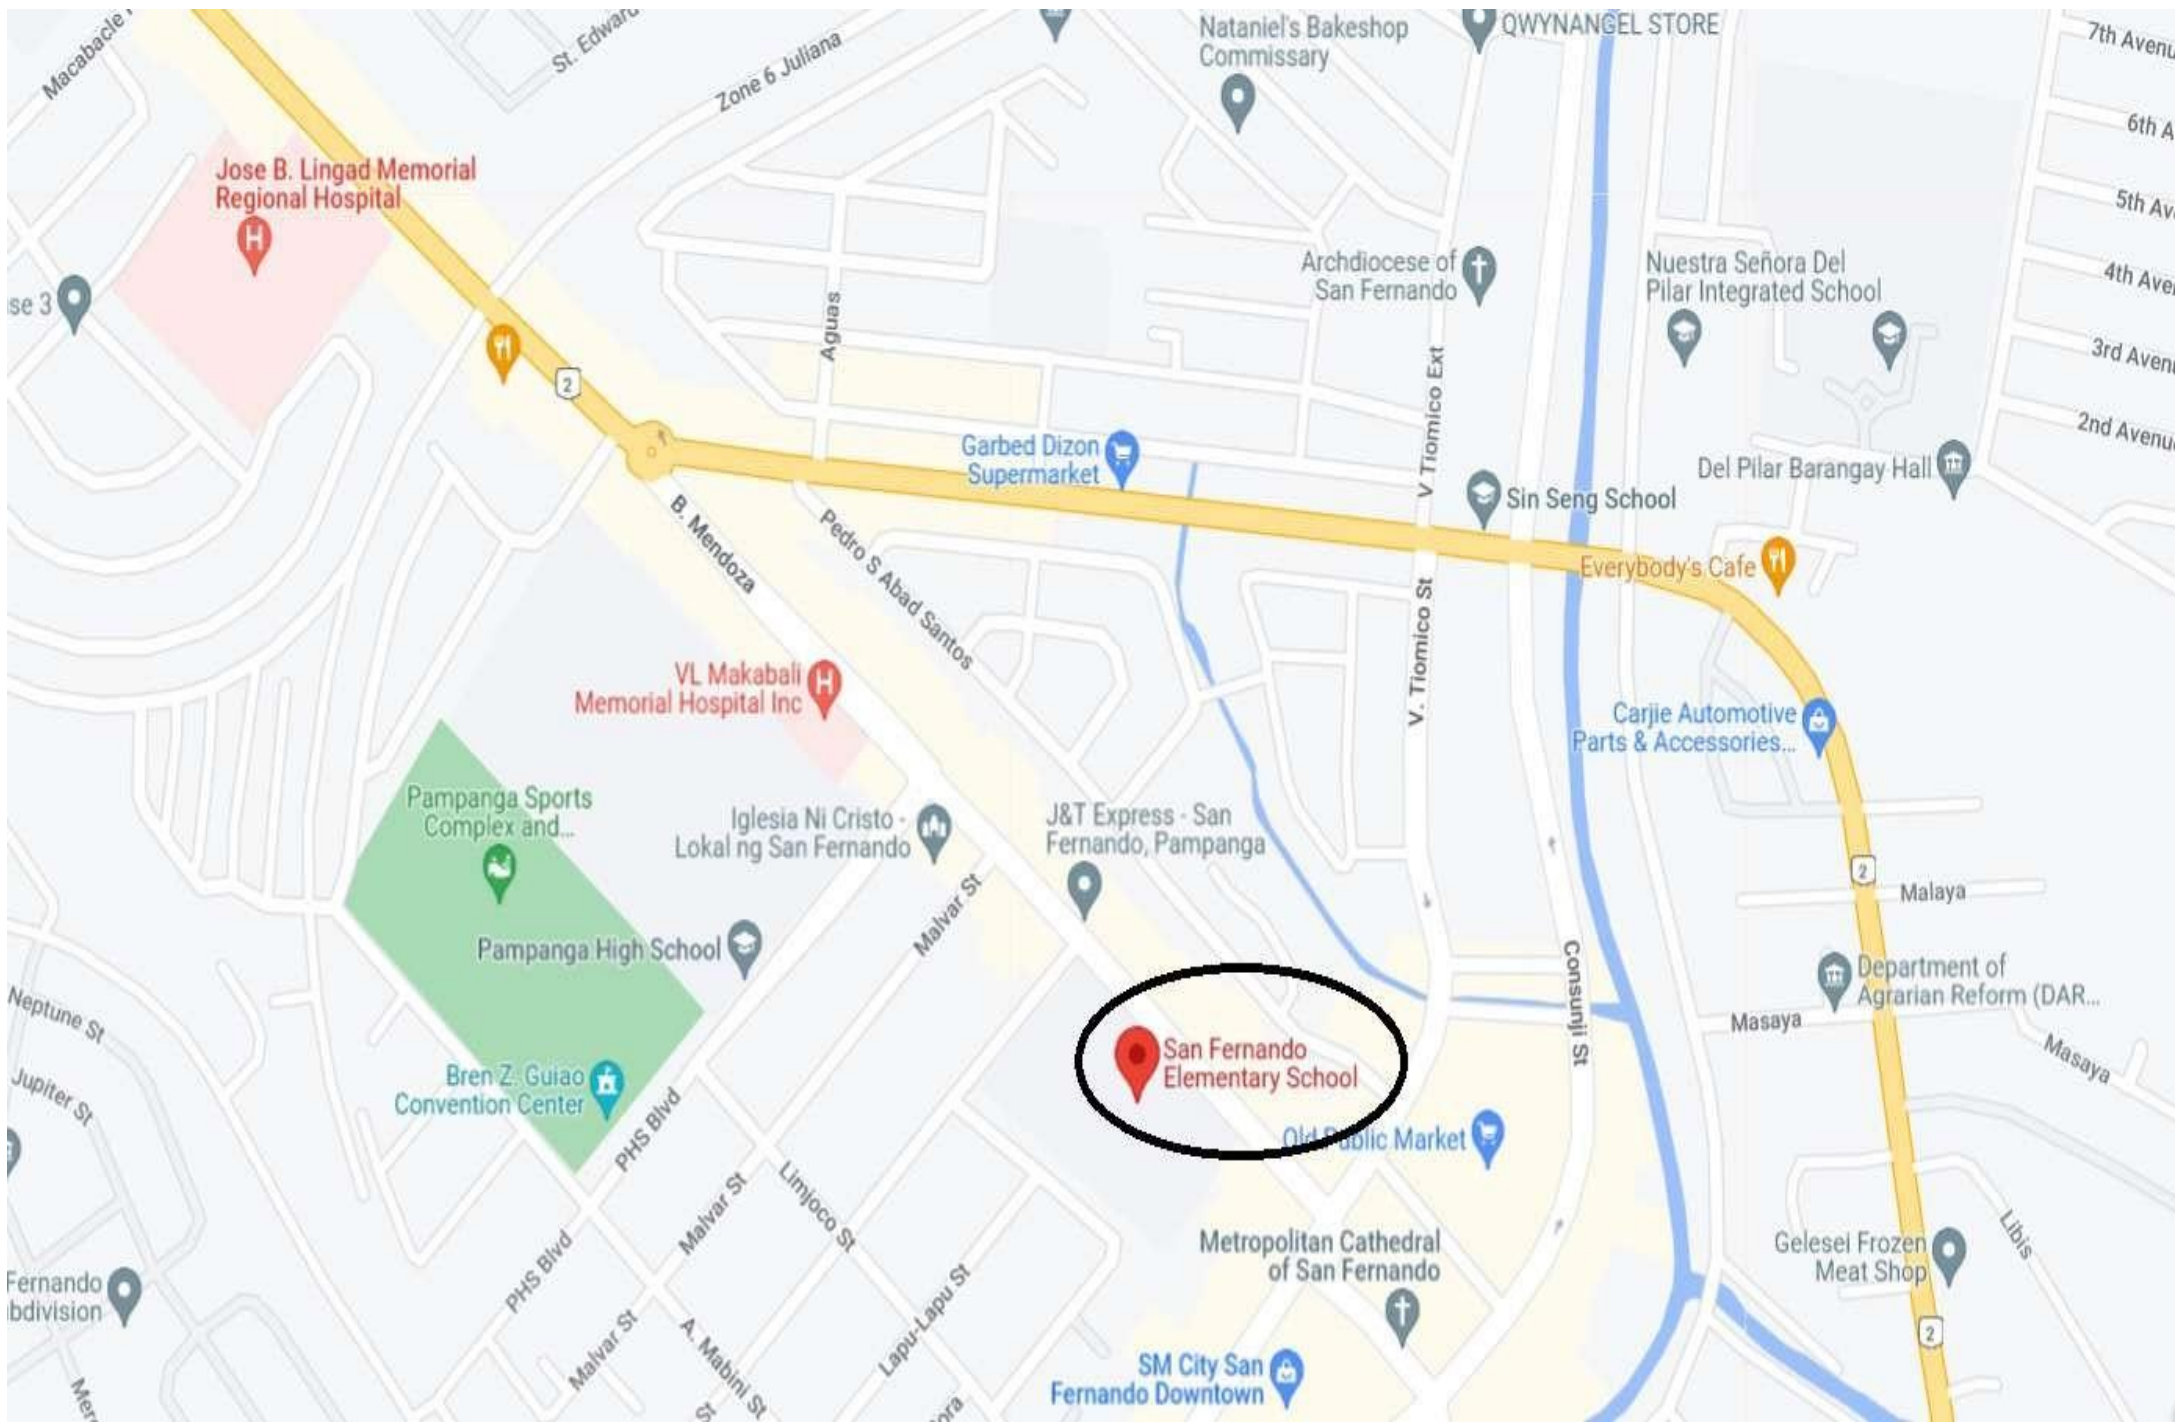 Macabacle
St. Edward
Zone 6 Juliana
Nataniel's Bakeshop
Commissary
QWYNANGEL STORE
7th Avenu
6th A
5th Av
4th Aven
3rd Aven
2nd Avenue
Jose B. Lingad Memorial
Regional Hospital
H
se 3
2
Aguas
Archdiocese of
San Fernando
Nuestra Señora Del
Pilar Integrated School
V Tiomico Ext
Garbed Dizon
Supermarket
Sin Seng School
Del Pilar Barangay Hall
B. Mendoza
Pedro S Abad Santos
Everybody's Cafe
V. Tiomico St
VL Makabali
Memorial Hospital Inc
H
Carjie Automotive
Parts & Accessories...
Pampanga Sports
Complex and...
Iglesia Ni Cristo -
Lokal ng San Fernando
J&T Express - San
Fernando, Pampanga
2
Malaya
Malvar St
Pampanga High School
Consunji St
Department of
Agrarian Reform (DAR...
Masaya
Masaya
Neptune St
Jupiter St
San Fernando
Elementary School
Bren Z. Guiao
Convention Center
PHS Blvd
Old Public Market
Malvar St
Limjoco St
Metropolitan Cathedral
of San Fernando
Gelesei Frozen
Meat Shop
Libis
Fernando
bdivision
PHS Blvd
Malvar St
A. Mabini St
Lapu-Lapu St
SM City San
Fernando Downtown
2
Mer
St
ora